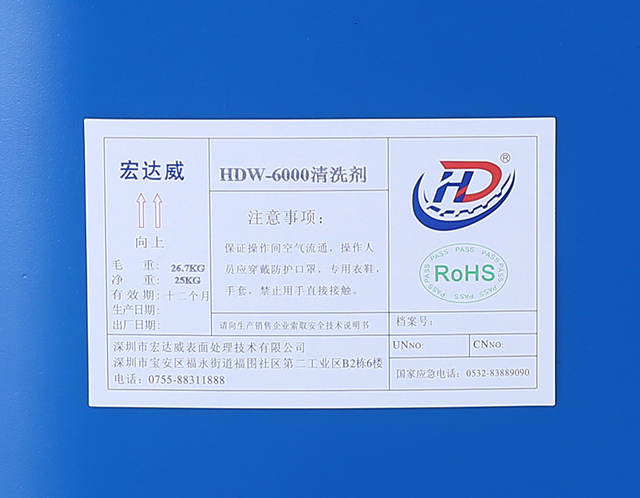 宏达威
向上
毛 重: 26.7KG
净 重: 25KG
有效期: 十二个月
生产日期:
出厂日期:
HDW-6000清洗剂
注意事项:
保证操作间空气流通,操作人
员应穿戴防护口罩,专用衣鞋,
手套,禁止用手直接接触。
请向生产销售企业索取安全技术说明书
HD®
PASS PASS PASS PASS PASS PASS PASS
RoHS
档案号:
UNNO: CNNO:
国家应急电话: 0532-83889090
深圳市宏达威表面处理技术有限公司
深圳市宝安区福永街道福围社区第二工业区B2栋6楼
电话: 0755-88311888